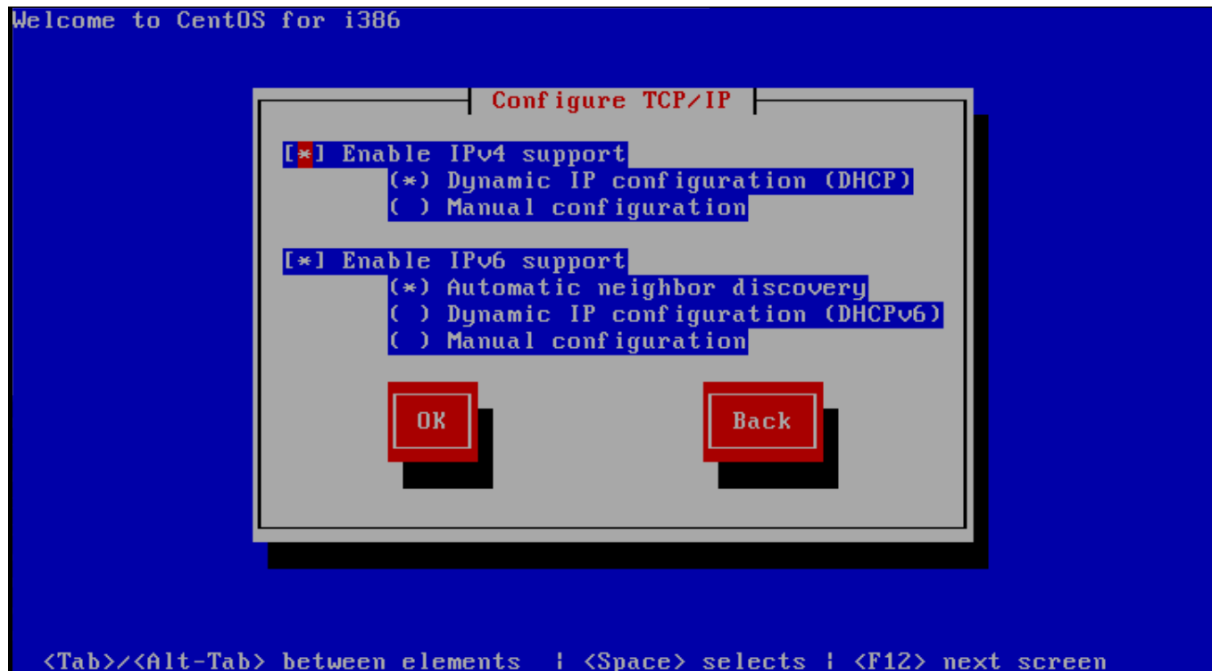 Welcome to CentOS for i386
Configure TCP/IP
[*] Enable IPv4 support
(*) Dynamic IP configuration (DHCP)
( ) Manual configuration
[*] Enable IPv6 support
(*) Automatic neighbor discovery
( ) Dynamic IP configuration (DHCPv6)
( ) Manual configuration
OK Back
<Tab>/<Alt-Tab> between elements | <Space> selects | <F12> next screen